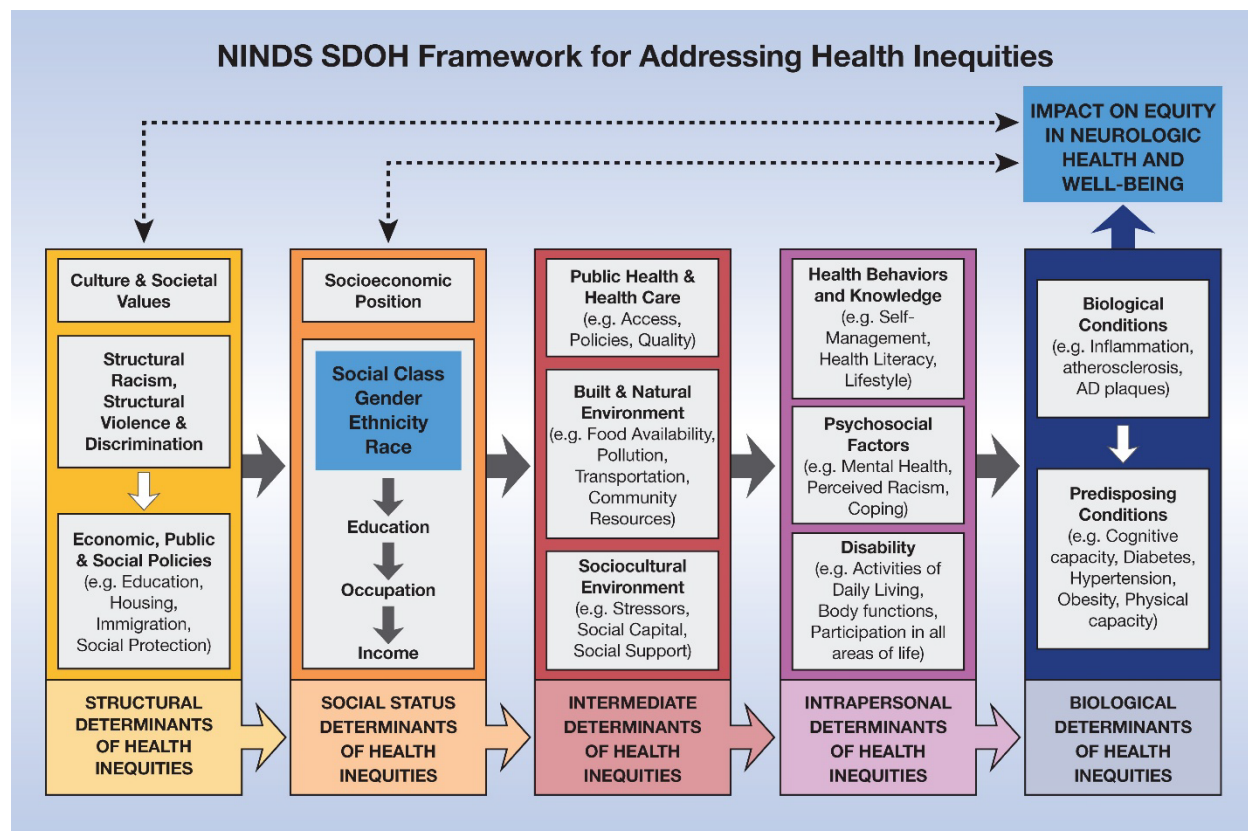 NINDS SDOH Framework for Addressing Health Inequities
IMPACT ON EQUITY
IN NEUROLOGIC
HEALTH AND
WELL-BEING
Culture & Societal
Values
Structural
Racism,
Structural
Violence &
Discrimination
Economic, Public
& Social Policies
(e.g. Education,
Housing,
Immigration,
Social Protection)
STRUCTURAL
DETERMINANTS
OF HEALTH
INEQUITIES
Socioeconomic
Position
Social Class
Gender
Ethnicity
Race
Education
Occupation
Income
SOCIAL STATUS
DETERMINANTS
OF HEALTH
INEQUITIES
Public Health &
Health Care
(e.g. Access,
Policies, Quality)
Built & Natural
Environment
(e.g. Food Availability,
Pollution,
Transportation,
Community
Resources)
Sociocultural
Environment
(e.g. Stressors,
Social Capital,
Social Support)
INTERMEDIATE
DETERMINANTS
OF HEALTH
INEQUITIES
Health Behaviors
and Knowledge
(e.g. Self-
Management,
Health Literacy,
Lifestyle)
Psychosocial
Factors
(e.g. Mental Health,
Perceived Racism,
Coping)
Disability
(e.g. Activities of
Daily Living,
Body functions,
Participation in all
areas of life)
INTRAPERSONAL
DETERMINANTS
OF HEALTH
INEQUITIES
Biological
Conditions
(e.g. Inflammation,
atherosclerosis,
AD plaques)
Predisposing
Conditions
(e.g. Cognitive
capacity, Diabetes,
Hypertension,
Obesity, Physical
capacity)
BIOLOGICAL
DETERMINANTS
OF HEALTH
INEQUITIES